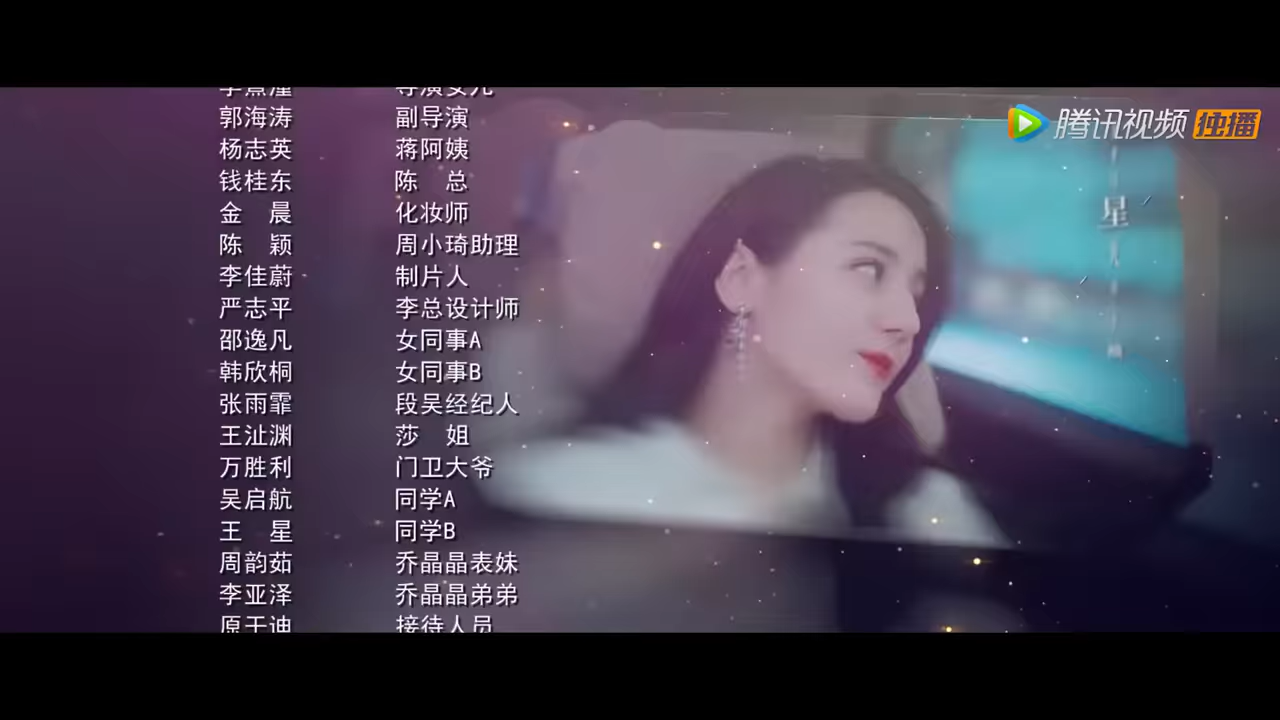 郭海涛 副导演
杨志英 蒋阿姨
钱桂东 陈 总
金 晨 化妆师
陈 颖 周小琦助理
李佳蔚 制片人
严志平 李总设计师
邵逸凡 女同事A
韩欣桐 女同事B
张雨霏 段吴经纪人
王沚渊 莎 姐
万胜利 门卫大爷
吴启航 同学A
王 星 同学B
周韵茹 乔晶晶表妹
李亚泽 乔晶晶弟弟
接待人员
腾讯视频 独播
星